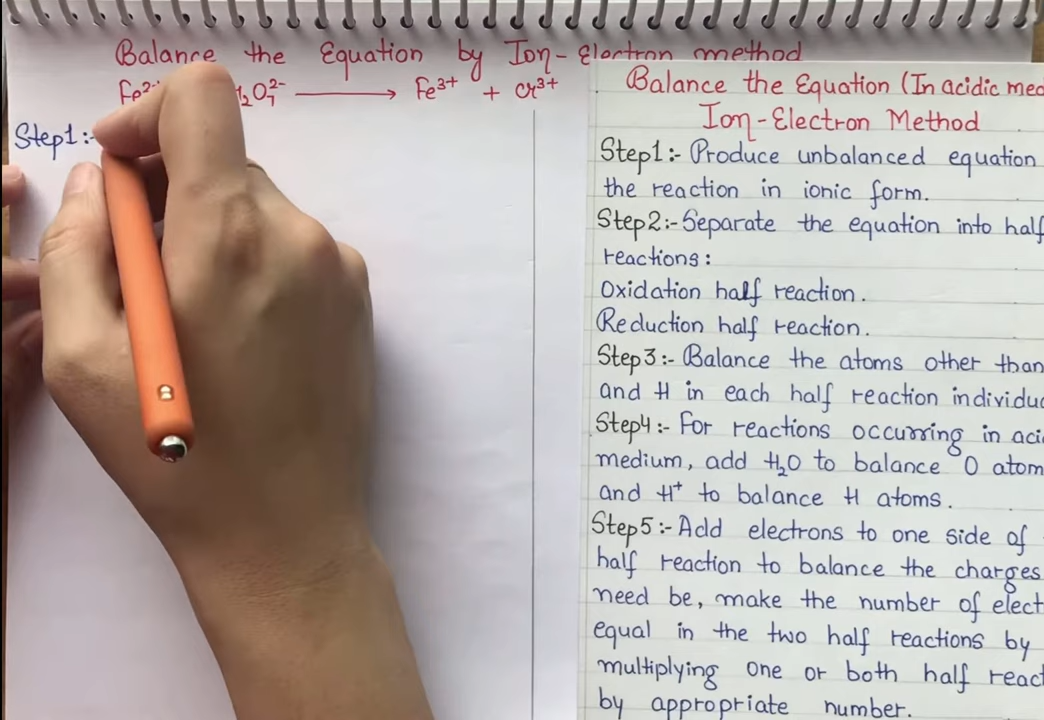 Balance the Equation by Ion-Electron method
Fe²⁺ ₂O₇²⁻ ⟶ Fe³⁺ + Cr³⁺
Step1:-
Balance the Equation (In acidic
Ion-Electron Method
Step1:- Produce unbalanced equation
the reaction in ionic form.
Step2:- Separate the equation into half
reactions:
Oxidation half reaction.
Reduction half reaction.
Step3:- Balance the atoms other than
and H in each half reaction
Step4:- For reactions occurring in
medium, add H₂O to balance O atom
and H⁺ to balance H atoms.
Step5:- Add electrons to one side of
half reaction to balance the charges
need be, make the number of
equal in the two half reactions by
multiplying one or both half
by appropriate number.